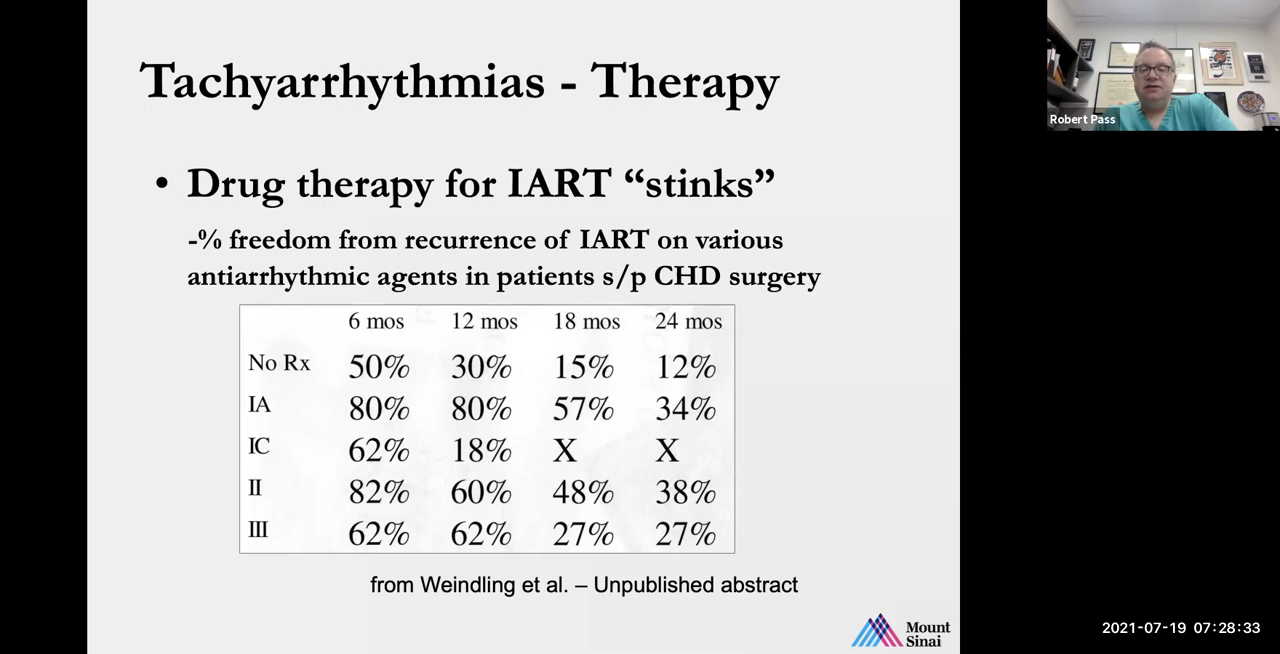 Tachyarrhythmias - Therapy
• Drug therapy for IART “stinks”
-% freedom from recurrence of IART on various
antiarrhythmic agents in patients s/p CHD surgery
6 mos 12 mos 18 mos 24 mos
No Rx 50% 30% 15% 12%
IA 80% 80% 57% 34%
IC 62% 18% X X
II 82% 60% 48% 38%
III 62% 62% 27% 27%
from Weindling et al. – Unpublished abstract
Mount
Sinai
Robert Pass
2021-07-19 07:28:33